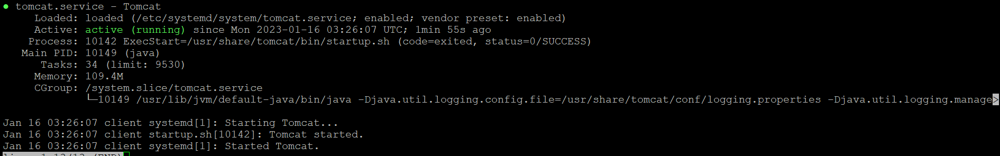 ● tomcat.service - Tomcat
Loaded: loaded (/etc/systemd/system/tomcat.service; enabled; vendor preset: enabled)
Active: active (running) since Mon 2023-01-16 03:26:07 UTC; 1min 55s ago
Process: 10142 ExecStart=/usr/share/tomcat/bin/startup.sh (code=exited, status=0/SUCCESS)
Main PID: 10149 (java)
Tasks: 34 (limit: 9530)
Memory: 109.4M
CGroup: /system.slice/tomcat.service
└─10149 /usr/lib/jvm/default-java/bin/java -Djava.util.logging.config.file=/usr/share/tomcat/conf/logging.properties -Djava.util.logging.manage>
Jan 16 03:26:07 client systemd[1]: Starting Tomcat...
Jan 16 03:26:07 client startup.sh[10142]: Tomcat started.
Jan 16 03:26:07 client systemd[1]: Started Tomcat.